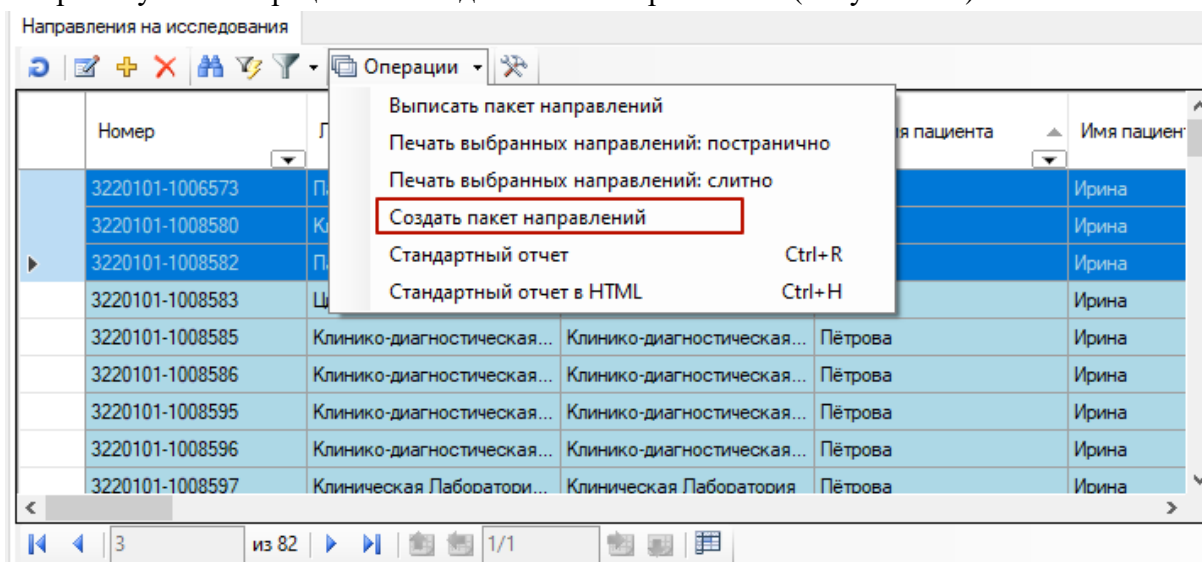 Направления на исследования
Операции
Выписать пакет направлений
Печать выбранных направлений: постранично
Печать выбранных направлений: слитно
Создать пакет направлений
Стандартный отчет Ctrl+R
Стандартный отчет в HTML Ctrl+H
Номер пациента Имя
3220101-1006573 Ирина
3220101-1008580 Ирина
3220101-1008582 Ирина
3220101-1008583 Ирина
3220101-1008585 Клинико-диагностическая... Клинико-диагностическая... Пётрова Ирина
3220101-1008586 Клинико-диагностическая... Клинико-диагностическая... Пётрова Ирина
3220101-1008595 Клинико-диагностическая... Клинико-диагностическая... Пётрова Ирина
3220101-1008596 Клинико-диагностическая... Клинико-диагностическая... Пётрова Ирина
3220101-1008597 Клиническая Лаборатори... Клиническая Лаборатория Пётрова Ирина
3 из 82 1/1